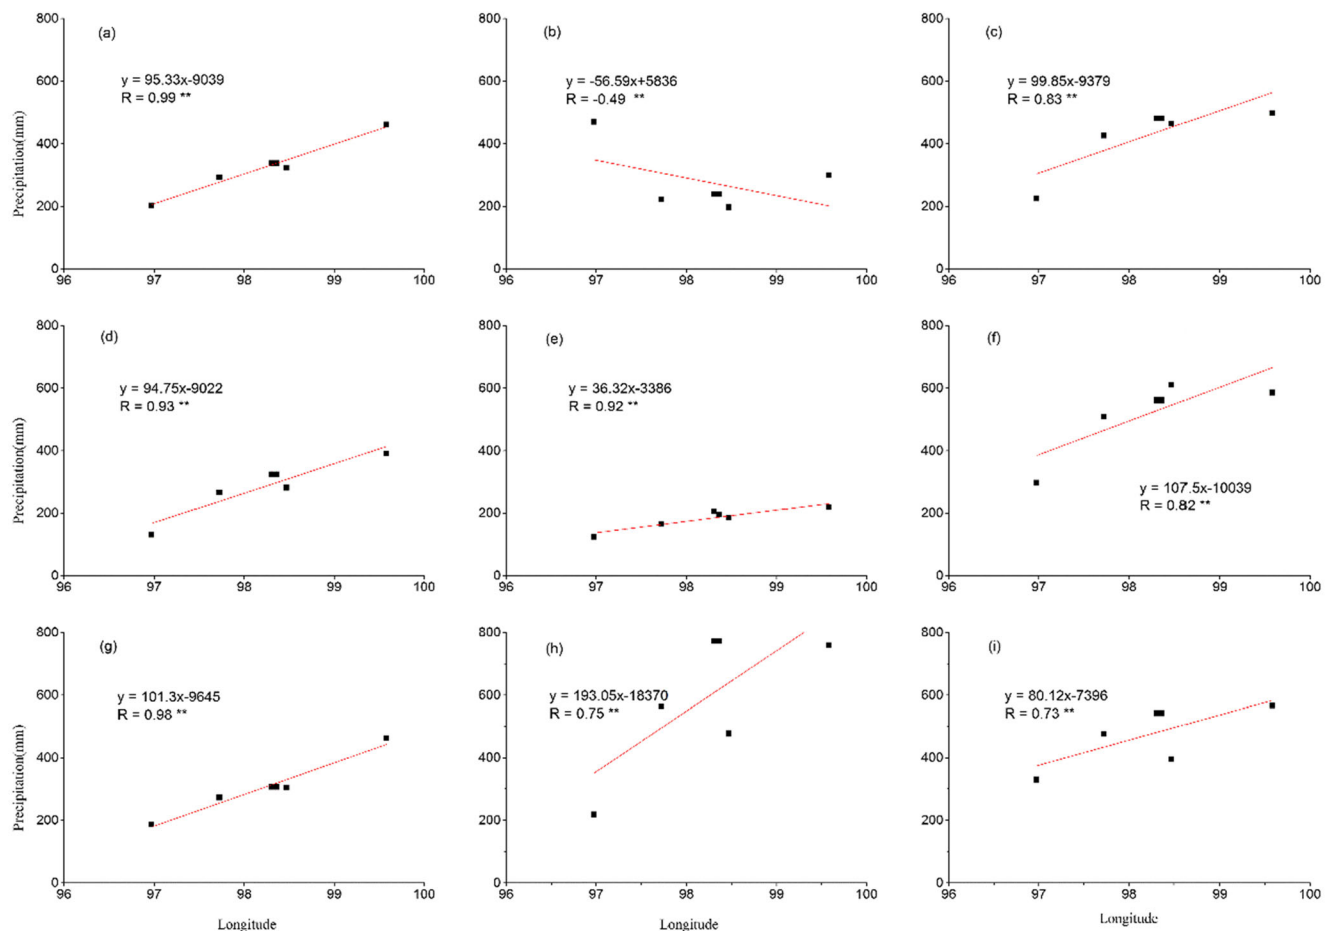 (a)
y = 95.33x-9039
R = 0.99 **
Precipitation(mm)
800
600
400
200
0
96 97 98 99 100
(b)
y = -56.59x+5836
R = -0.49 **
800
600
400
200
0
96 97 98 99 100
(c)
y = 99.85x-9379
R = 0.83 **
800
600
400
200
0
96 97 98 99 100
(d)
y = 94.75x-9022
R = 0.93 **
Precipitation(mm)
800
600
400
200
0
96 97 98 99 100
(e)
y = 36.32x-3386
R = 0.92 **
800
600
400
200
0
96 97 98 99 100
(f)
y = 107.5x-10039
R = 0.82 **
800
600
400
200
0
96 97 98 99 100
(g)
y = 101.3x-9645
R = 0.98 **
Precipitation(mm)
800
600
400
200
0
96 97 98 99 100
Longitude
(h)
y = 193.05x-18370
R = 0.75 **
800
600
400
200
0
96 97 98 99 100
Longitude
(i)
y = 80.12x-7396
R = 0.73 **
800
600
400
200
0
96 97 98 99 100
Longitude